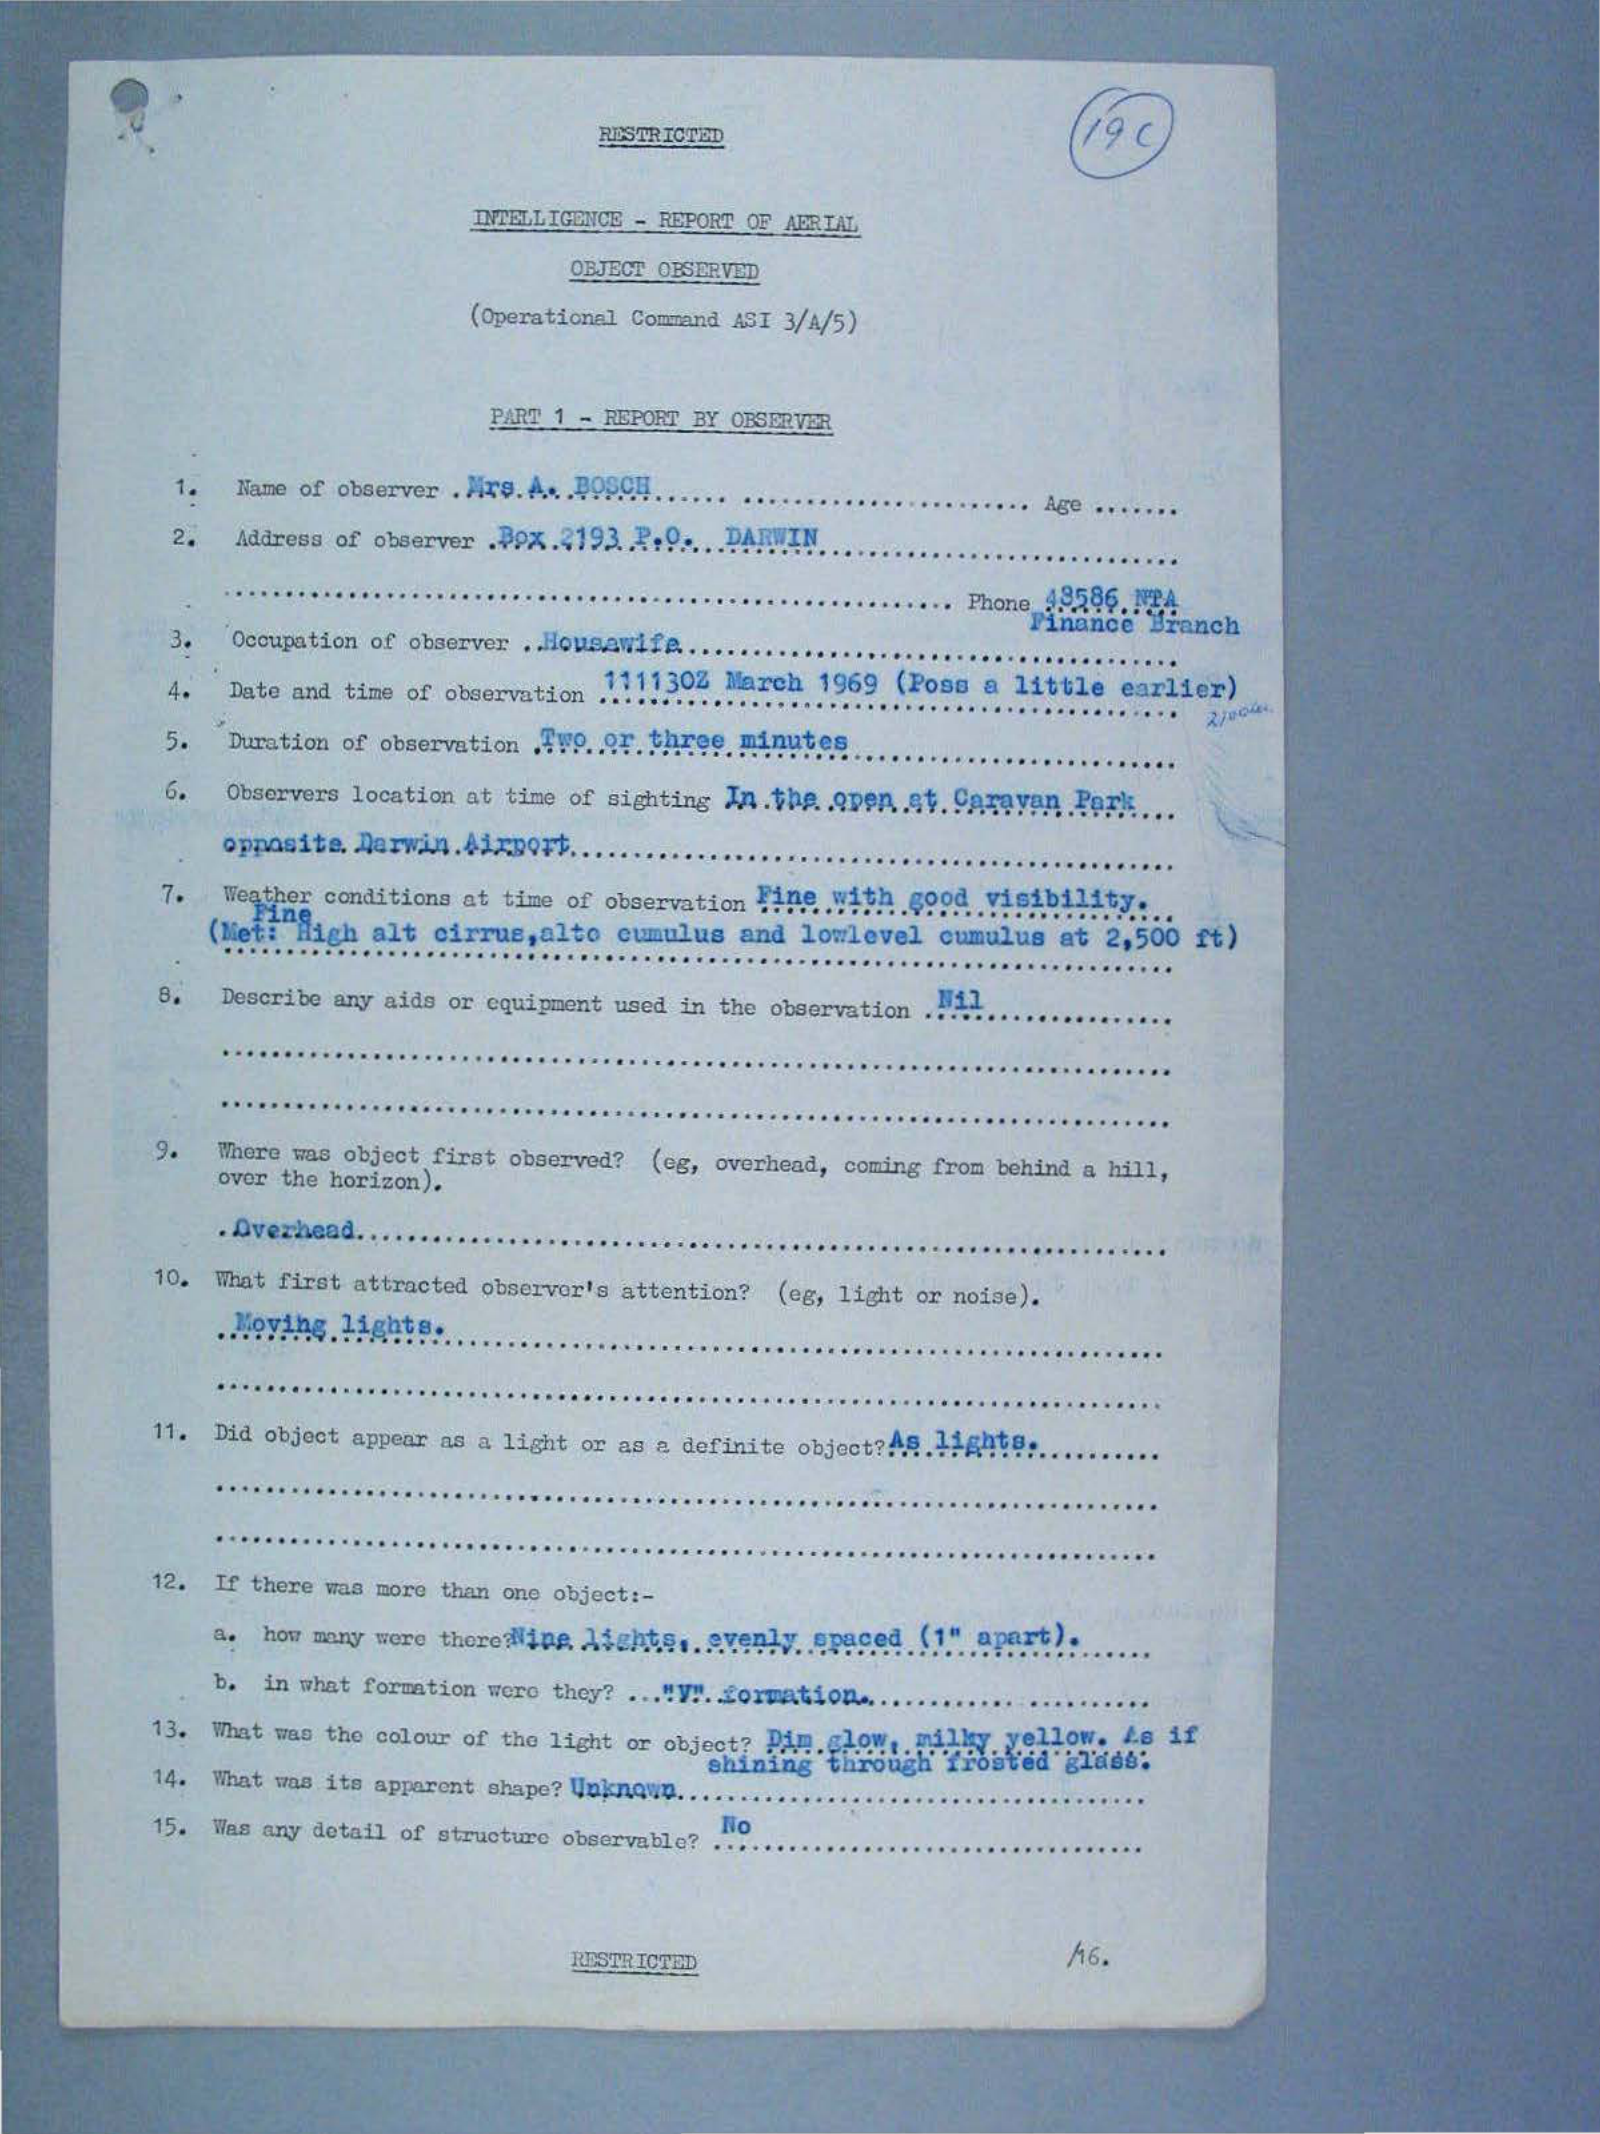 RESTRICTED
19C
INTELLIGENCE - REPORT OF AERIAL
OBJECT OBSERVED
(Operational Command ASI 3/A/5)
PART 1 - REPORT BY OBSERVER
1. Name of observer .Mrs. A. BOSCH...... ........................ Age .......
2. Address of observer .Box 2193 P.O. DARWIN........................
........................ Phone 43586 NTA
Finance Branch
3. Occupation of observer ..Housewife........................
4. Date and time of observation 111130Z March 1969 (Poss a little earlier)
5. Duration of observation .Two or three minutes........................
6. Observers location at time of sighting In the open at Caravan Park...
opposite Darwin Airport........................
7. Weather conditions at time of observation Fine with good visibility.
Fine
(Met: High alt cirrus,alto cumulus and lowlevel cumulus at 2,500 ft)
8. Describe any aids or equipment used in the observation .Nil........................
9. Where was object first observed? (eg, overhead, coming from behind a hill,
over the horizon).
.Overhead........................
10. What first attracted observer's attention? (eg, light or noise).
..Moving lights.........................
11. Did object appear as a light or as a definite object?As lights...........
12. If there was more than one object:-
a. how many were there?Nine lights, evenly spaced (1" apart).
b. in what formation were they? ..."V" formation............ ..........
13. What was the colour of the light or object? Dim glow, milky yellow. As if
shining through frosted glass.
14. What was its apparent shape? Unknown........................
15. Was any detail of structure observable? No........................
RESTRICTED
/16.